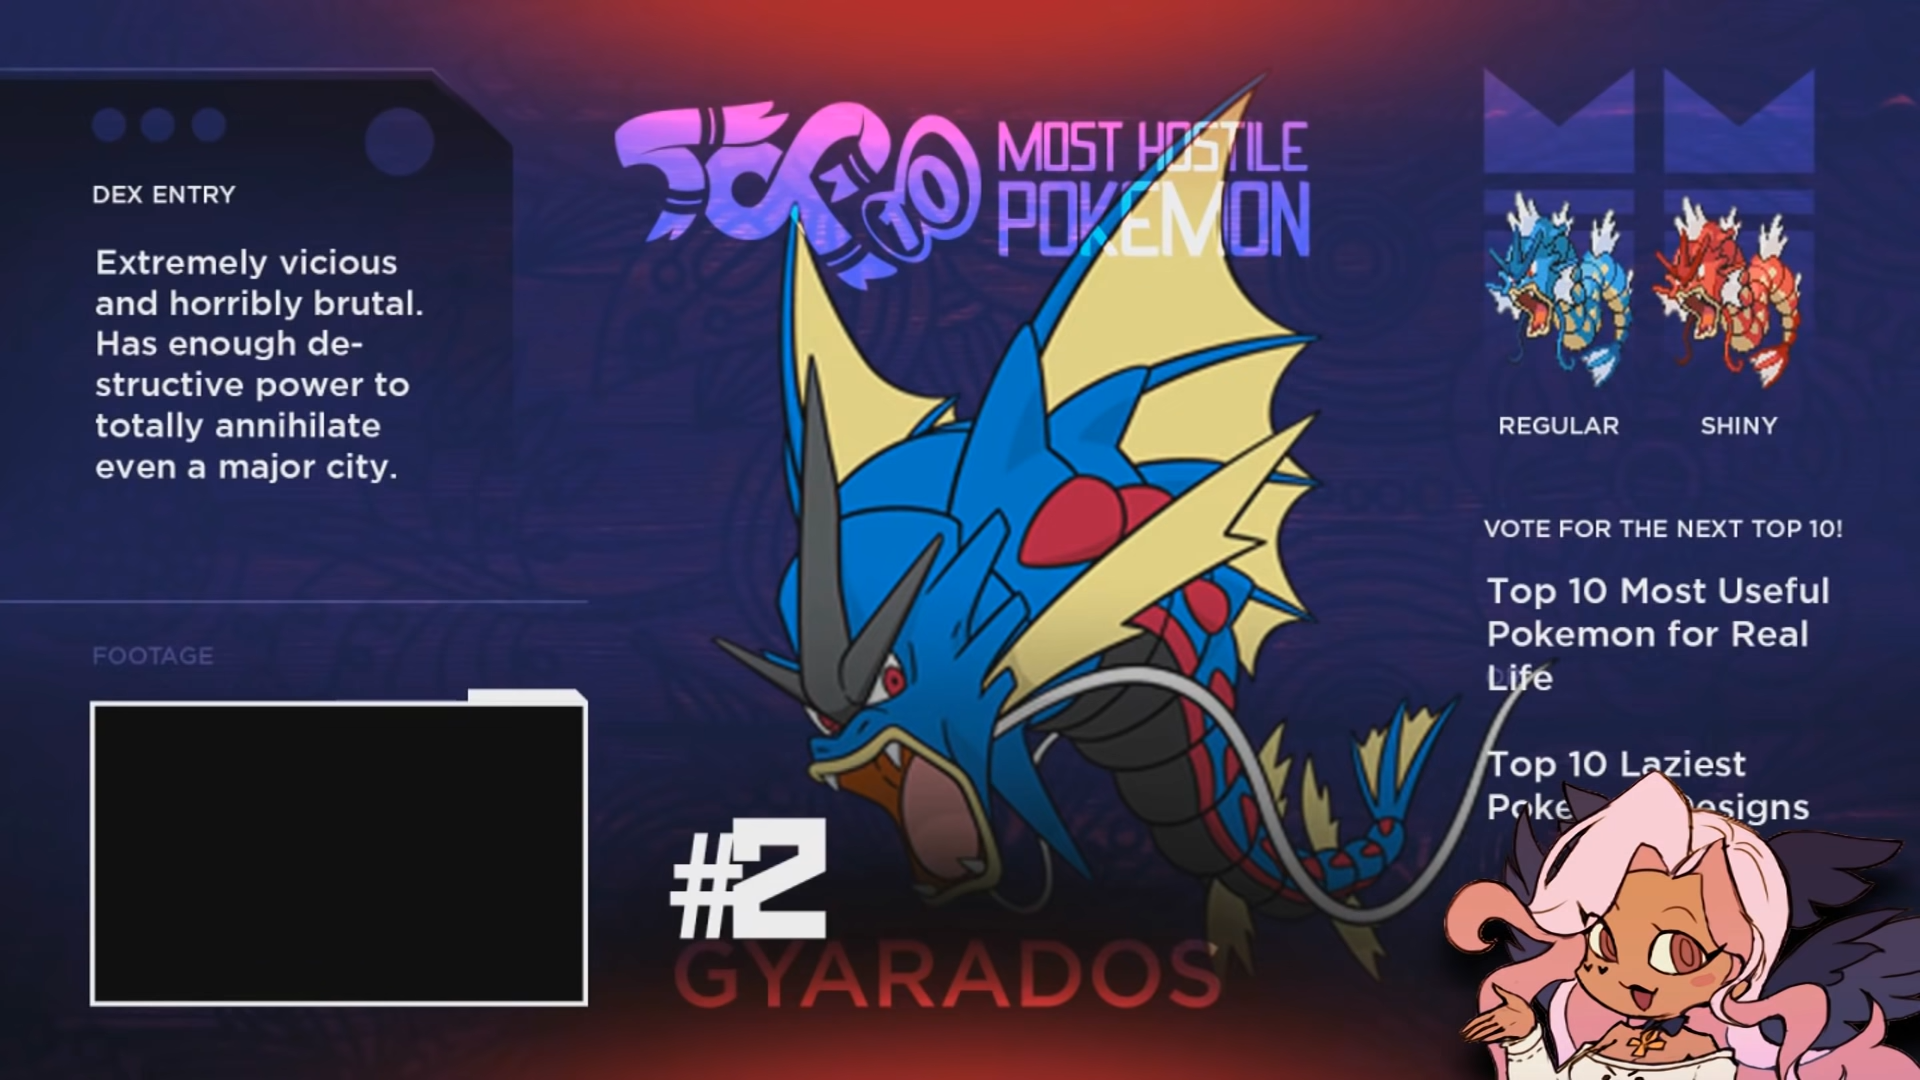 DEX ENTRY
Extremely vicious
and horribly brutal.
Has enough de-
structive power to
totally annihilate
even a major city.
FOOTAGE
TOP 10
MOST HOSTILE
POKEMON
#2
GYARADOS
REGULAR
SHINY
VOTE FOR THE NEXT TOP 10!
Top 10 Most Useful
Pokemon for Real
Life
Top 10 Laziest